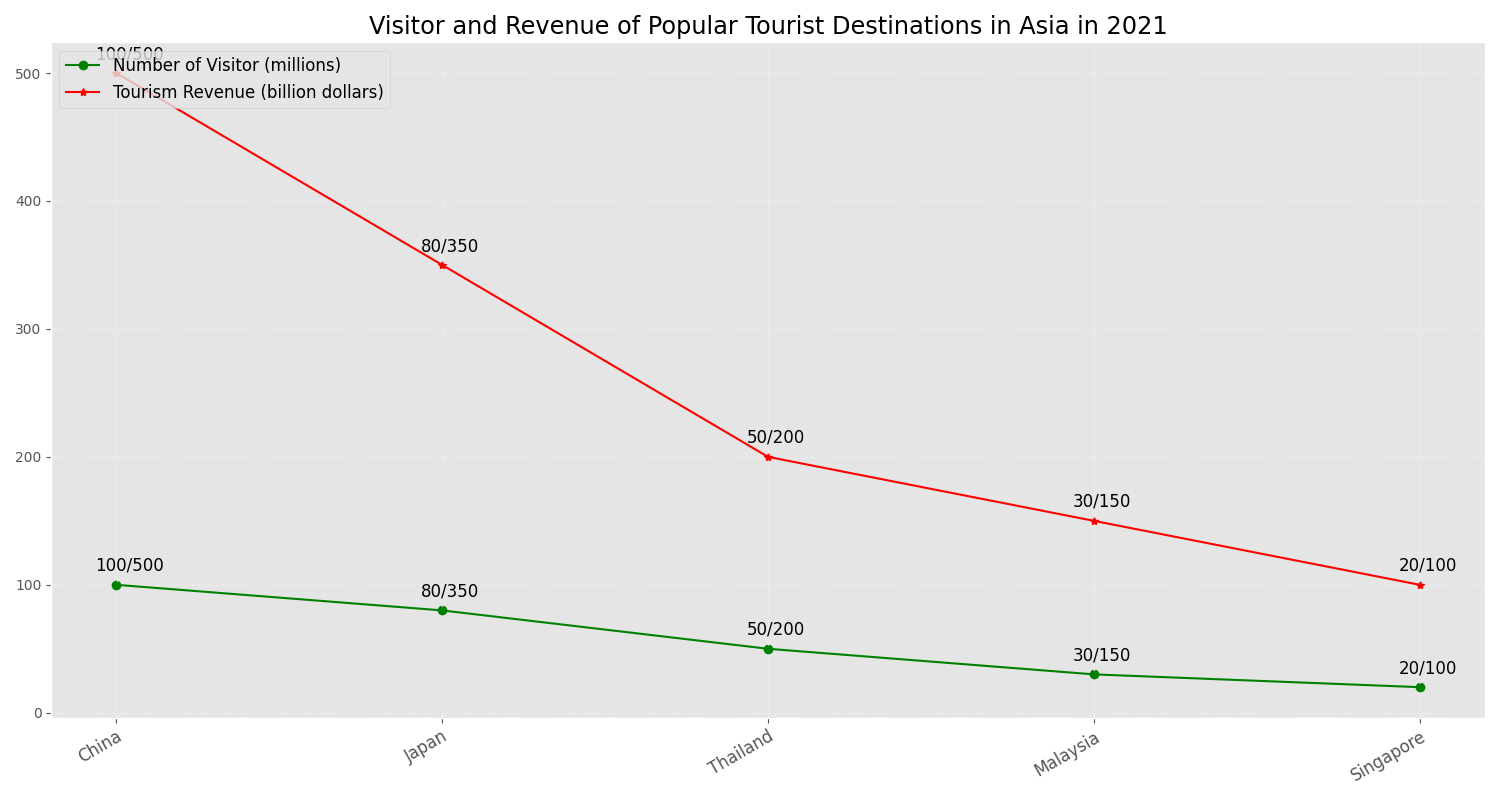 Visitor and Revenue of Popular Tourist Destinations in Asia in 2021
100/500
Number of Visitor (millions)
Tourism Revenue (billion dollars)
500
400
300
200
100
0
80/350
50/200
30/150
20/100
100/500
80/350
50/200
30/150
20/100
China
Japan
Thailand
Malaysia
Singapore